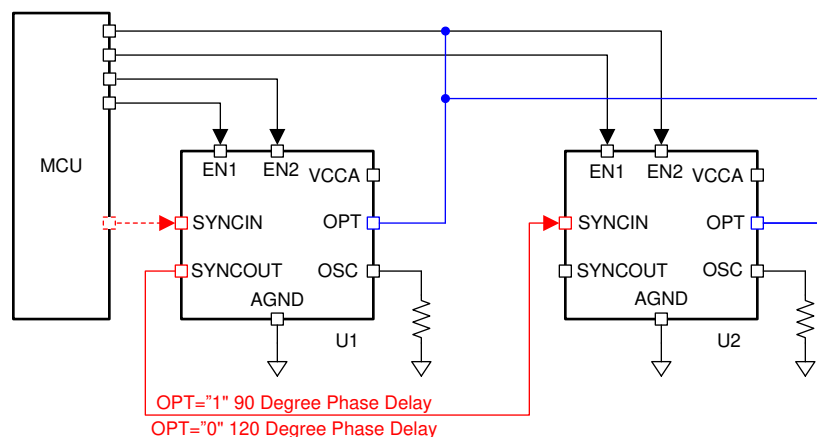 MCU
EN1 EN2
VCCA
SYNCIN OPT
SYNCOUT OSC
AGND
U1
EN1 EN2
VCCA
SYNCIN OPT
SYNCOUT OSC
AGND
U2
OPT="1" 90 Degree Phase Delay
OPT="0" 120 Degree Phase Delay